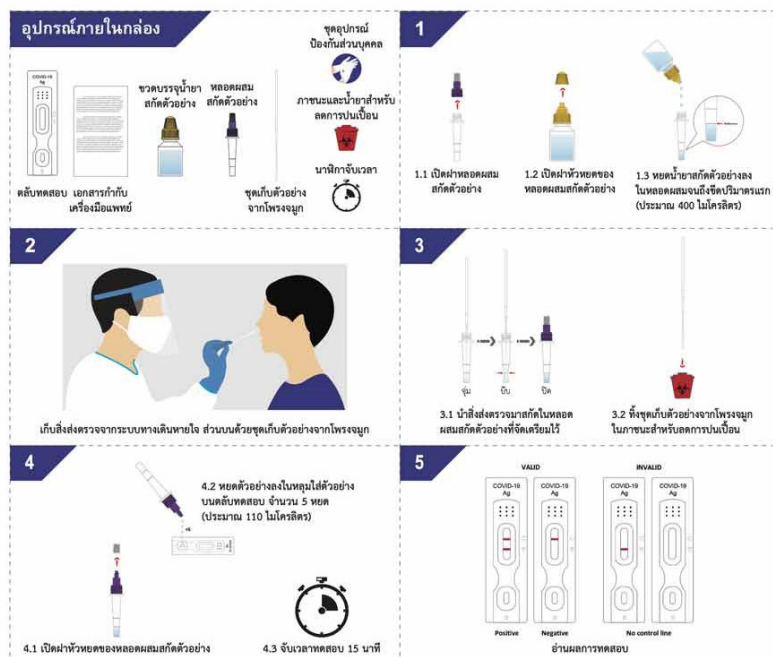 อุปกรณ์ภายในกล่อง
COVID-19
Ag
ขวดบรรจุน้ำยา
สกัดตัวอย่าง
หลอดผสม
สกัดตัวอย่าง
ชุดอุปกรณ์
ป้องกันส่วนบุคคล
ภาชนะและน้ำยาสำหรับ
ลดการปนเปื้อน
นาฬิกาจับเวลา
ตลับทดสอบ
เอกสารกำกับ
เครื่องมือแพทย์
ชุดเก็บตัวอย่าง
จากโพรงจมูก
1
1.1 เปิดฝาหลอดผสม
สกัดตัวอย่าง
1.2 เปิดฝาหัวหยดของ
หลอดผสมสกัดตัวอย่าง
1.3 หยดน้ำยาสกัดตัวอย่างลง
ในหลอดผสมจนถึงขีดปริมาตรแรก
(ประมาณ 400 ไมโครลิตร)
2
เก็บสิ่งส่งตรวจจากระบบทางเดินหายใจ ส่วนบนด้วยชุดเก็บตัวอย่างจากโพรงจมูก
3
จุ่ม
บีบ
ปิด
3.1 นำสิ่งส่งตรวจมาสกัดในหลอด
ผสมสกัดตัวอย่างที่จัดเตรียมไว้
3.2 ทิ้งชุดเก็บตัวอย่างจากโพรงจมูก
ในภาชนะสำหรับลดการปนเปื้อน
4
4.2 หยดตัวอย่างลงในหลุมใส่ตัวอย่าง
บนตลับทดสอบ จำนวน 5 หยด
(ประมาณ 110 ไมโครลิตร)
4.1 เปิดฝาหัวหยดของหลอดผสมสกัดตัวอย่าง
4.3 จับเวลาทดสอบ 15 นาที
5
VALID
INVALID
COVID-19
Ag
COVID-19
Ag
COVID-19
Ag
COVID-19
Ag
Positive
Negative
No control line
อ่านผลการทดสอบ